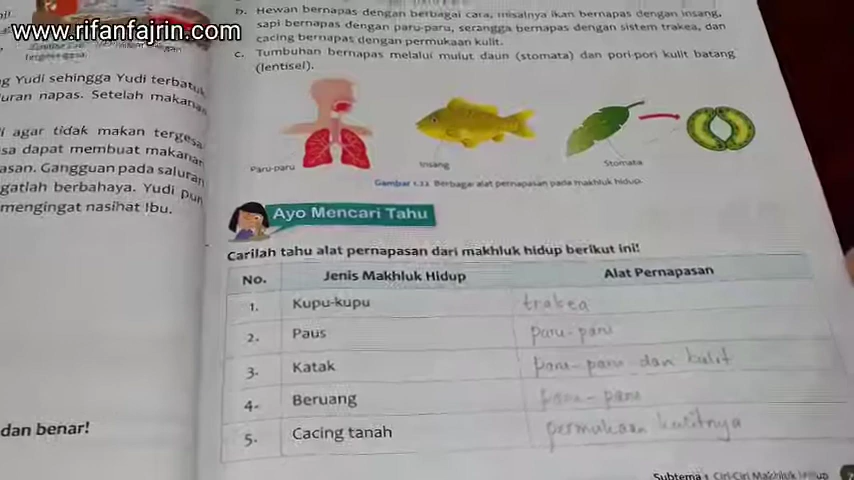 www.rifanfajrin.com
g Yudi sehingga Yudi terbatuk
uran napas. Setelah makanan
i agar tidak makan tergesa
sa dapat membuat makanan
asan. Gangguan pada saluran
gatlah berbahaya. Yudi pun
mengingat nasihat Ibu.
dan benar!
b. Hewan bernapas dengan berbagai cara, misalnya ikan bernapas dengan insang,
sapi bernapas dengan paru-paru, serangga bernapas dengan sistem trakea, dan
cacing bernapas dengan permukaan kulit.
c. Tumbuhan bernapas melalui mulut daun (stomata) dan pori-pori kulit batang
(lentisel).
Paru-paru
Insang
Stomata
Gambar 1.22 Berbagai alat pernapasan pada makhluk hidup.
Ayo Mencari Tahu
Carilah tahu alat pernapasan dari makhluk hidup berikut ini!
No. Jenis Makhluk Hidup Alat Pernapasan
1. Kupu-kupu trakea
2. Paus paru-paru
3. Katak paru-paru dan kulit
4. Beruang paru-paru
5. Cacing tanah permukaan kulitnya
Subtema 1 Ciri-Ciri Makhluk Hidup